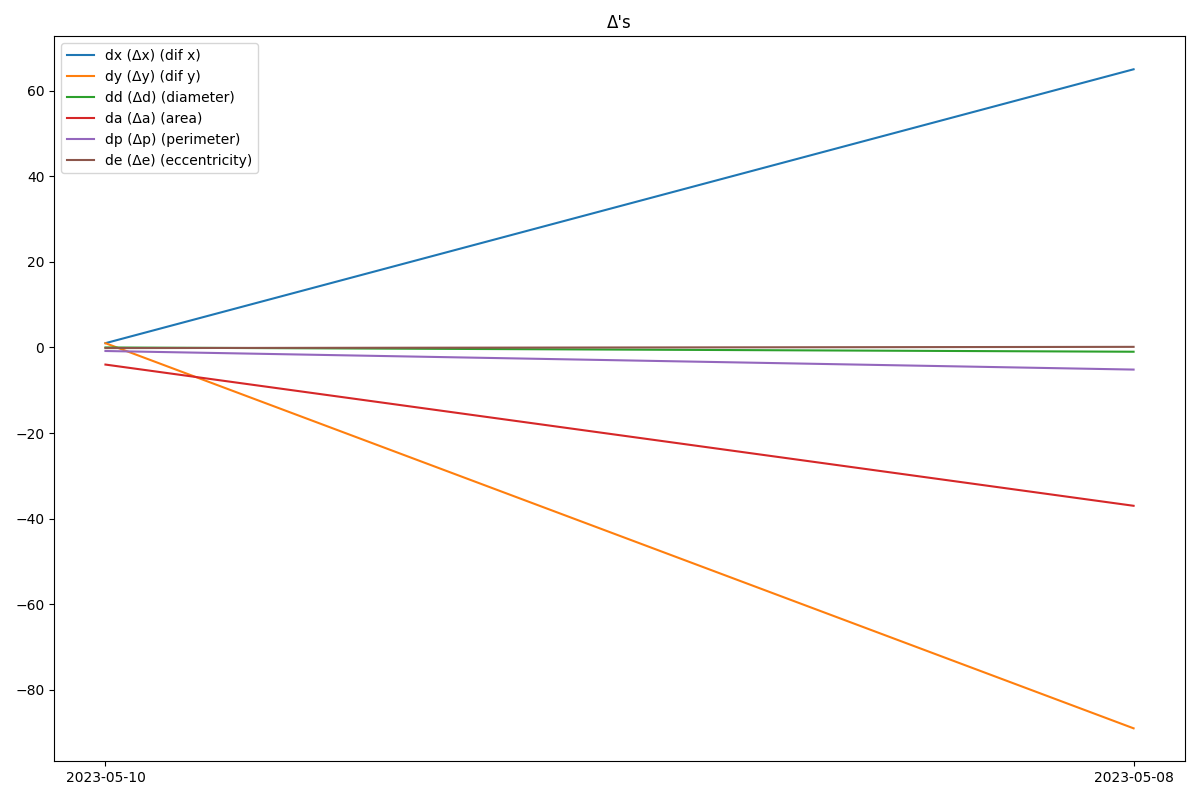 Δ's
dx (Δx) (dif x)
dy (Δy) (dif y)
dd (Δd) (diameter)
da (Δa) (area)
dp (Δp) (perimeter)
de (Δe) (eccentricity)
60
40
20
0
−20
−40
−60
−80
2023-05-10 2023-05-08